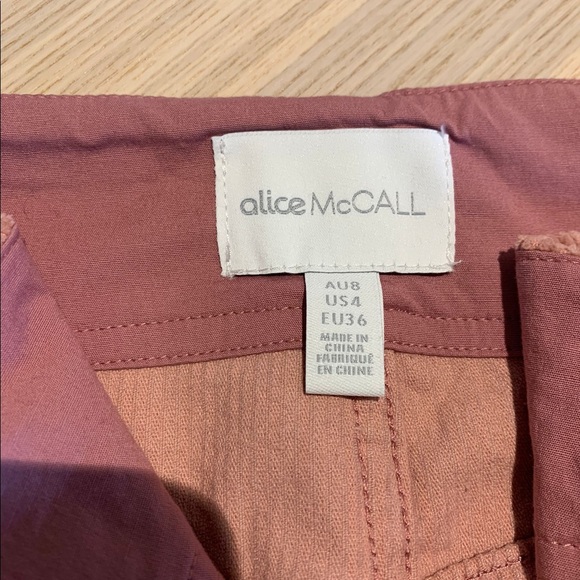 alice McCALL
AU8
US4
EU36
MADE IN
CHINA
FABRIQUÉ
EN CHINE